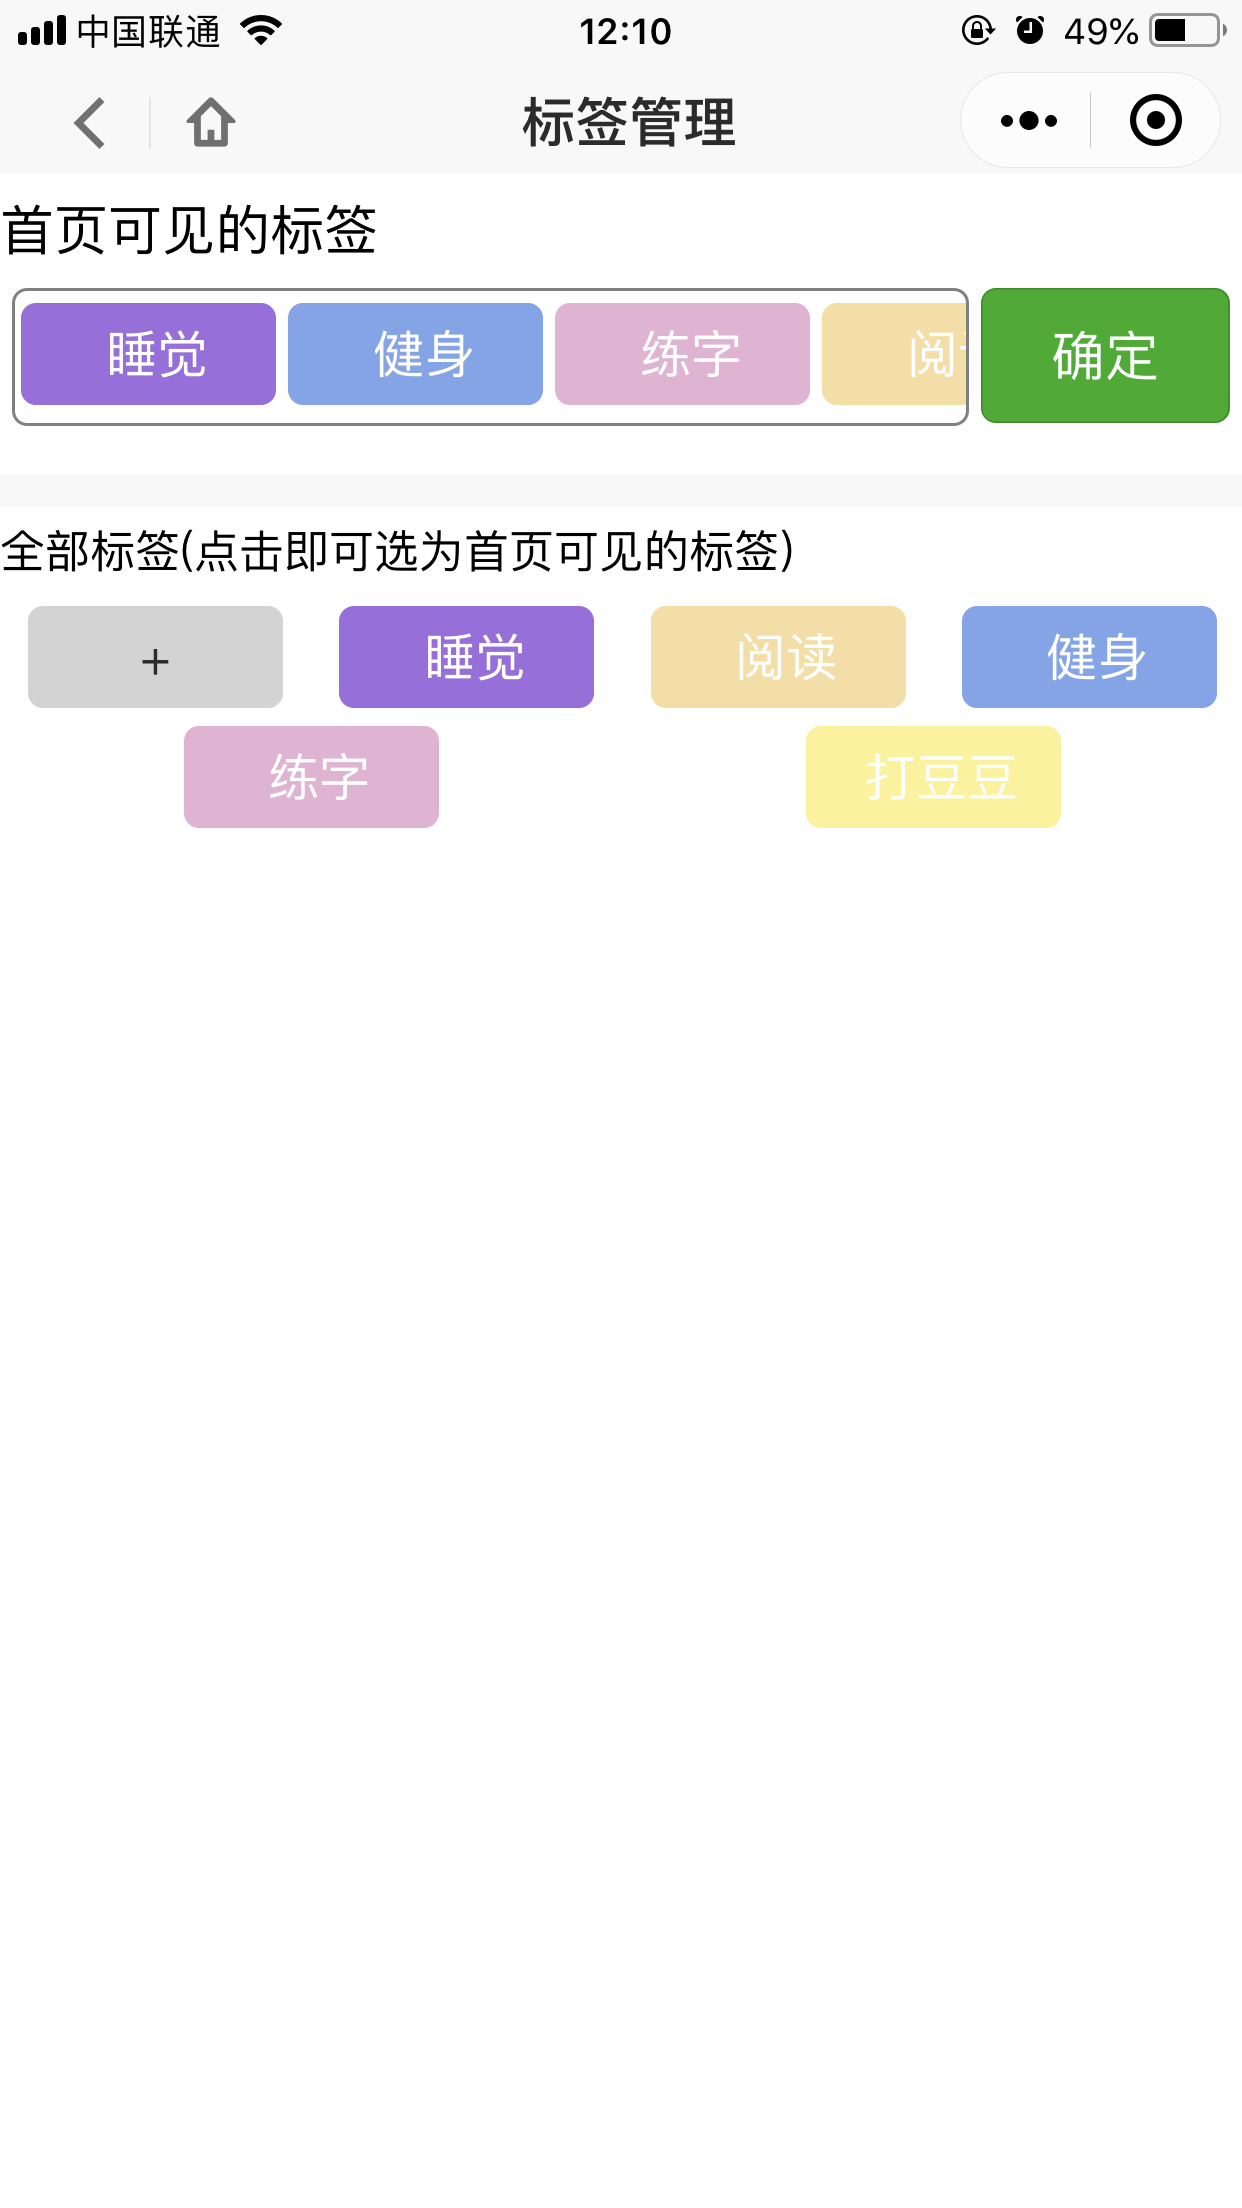 中国联通 12:10 49%
标签管理
首页可见的标签
睡觉 健身 练字 阅 确定
全部标签(点击即可选为首页可见的标签)
+ 睡觉 阅读 健身
练字 打豆豆